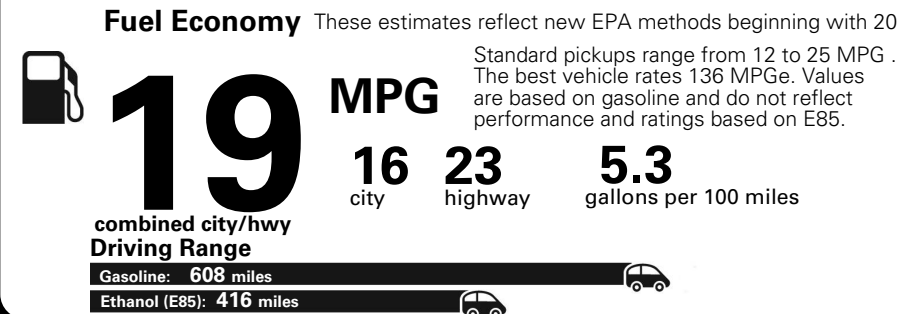 Fuel Economy These estimates reflect new EPA methods beginning with 20
Standard pickups range from 12 to 25 MPG .
The best vehicle rates 136 MPGe. Values
are based on gasoline and do not reflect
performance and ratings based on E85.
19 MPG
16 23 5.3
city highway gallons per 100 miles
combined city/hwy
Driving Range
Gasoline: 608 miles
Ethanol (E85): 416 miles